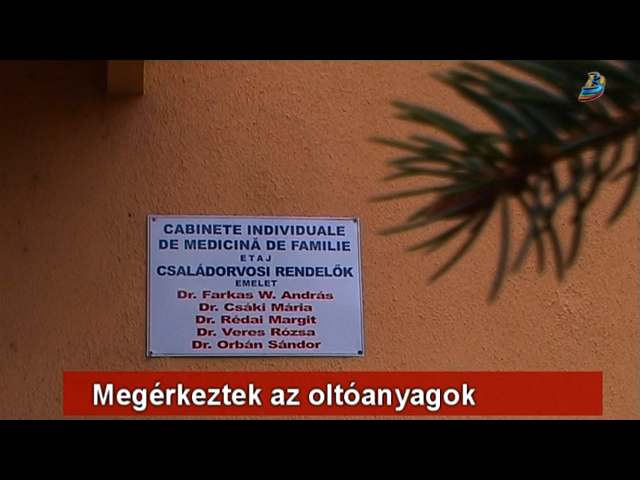 CABINETE INDIVIDUALE
DE MEDICINĂ DE FAMILIE
ETAJ
CSALÁDORVOSI RENDELŐK
EMELET
Dr. Farkas W. András
Dr. Csáki Mária
Dr. Rédai Margit
Dr. Veres Rózsa
Dr. Orbán Sándor
Megérkeztek az oltóanyagok